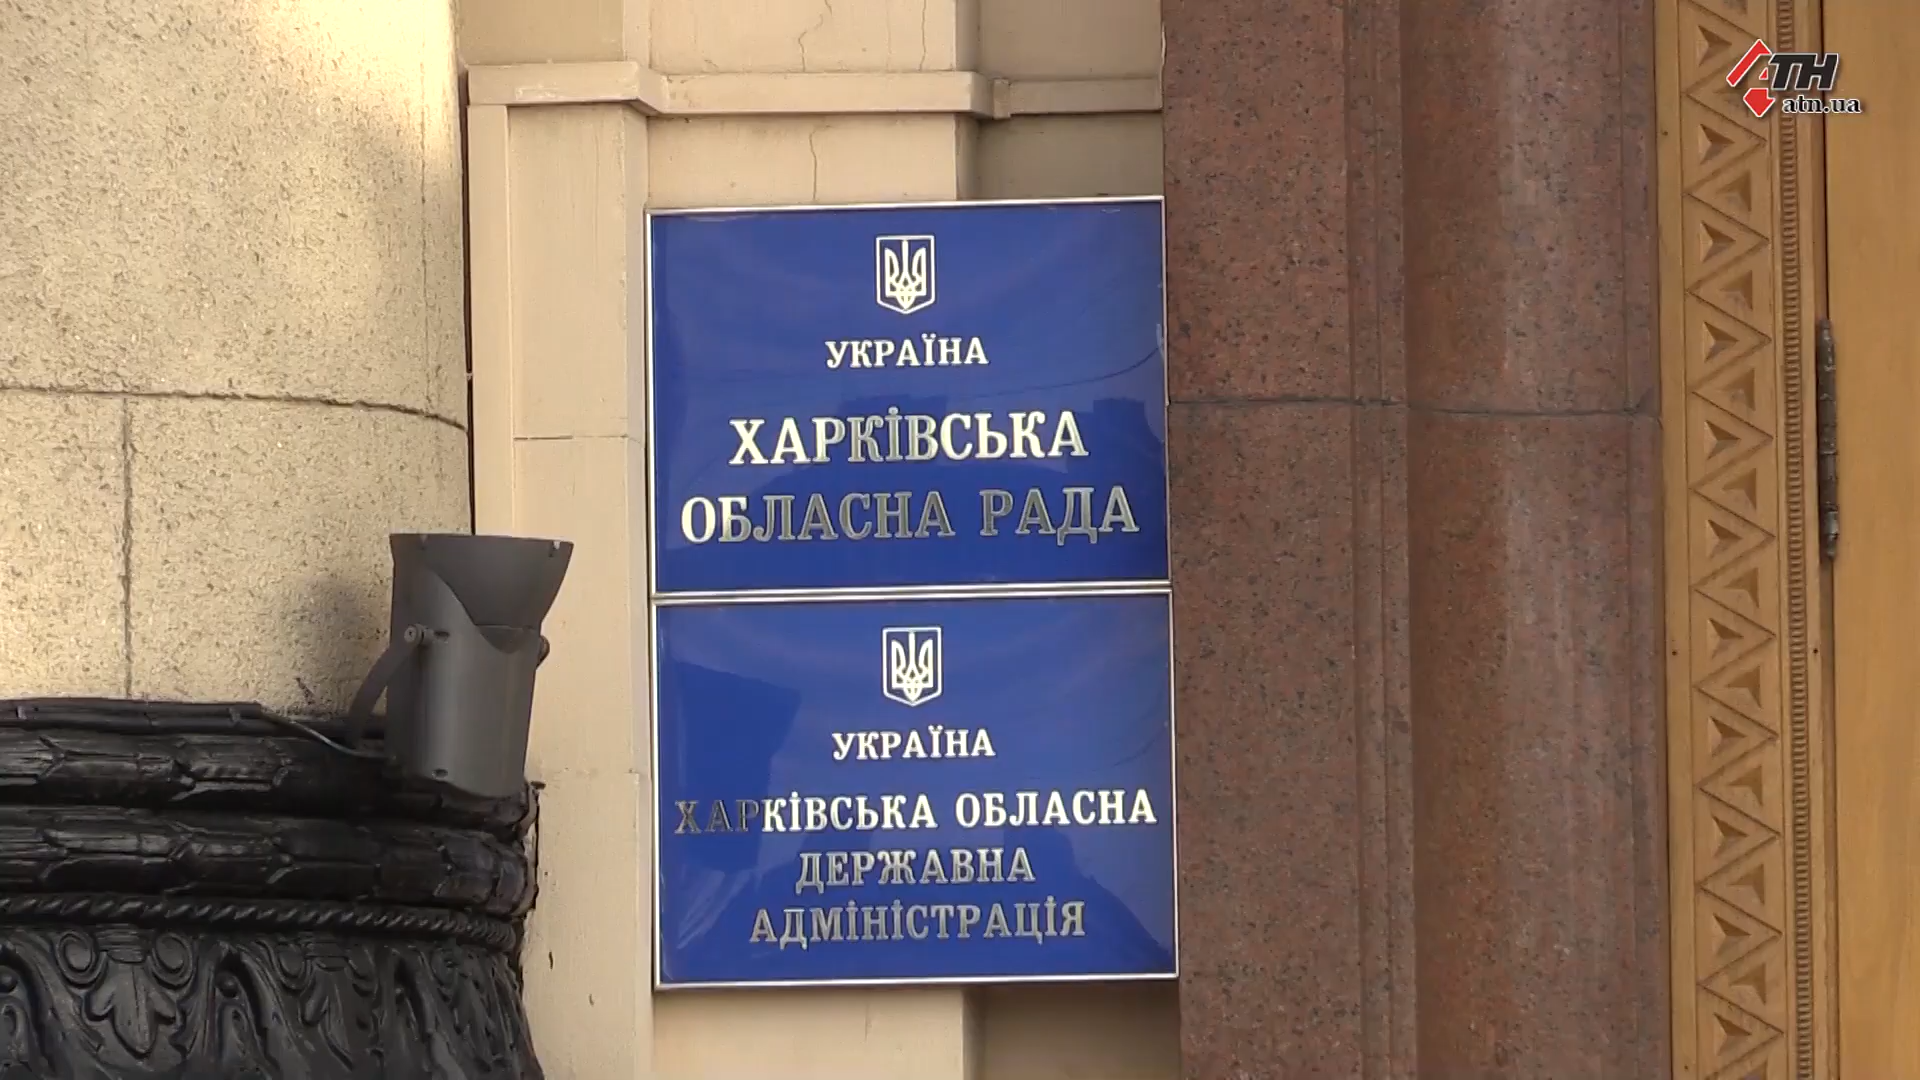 АТН
atn.ua
УКРАЇНА
ХАРКІВСЬКА
ОБЛАСНА РАДА
УКРАЇНА
ХАРКІВСЬКА ОБЛАСНА
ДЕРЖАВНА
АДМІНІСТРАЦІЯ